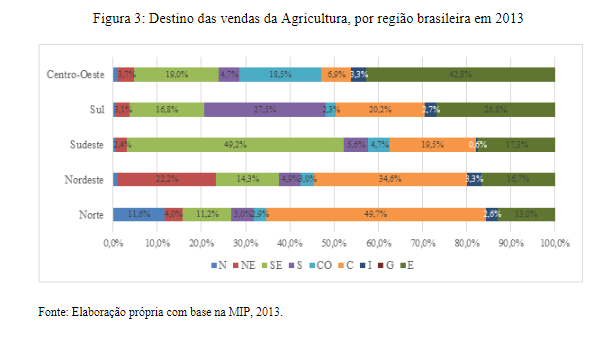 Figura 3: Destino das vendas da Agricultura, por região brasileira em 2013
Centro-Oeste 3,7% 19,0% 4,7% 18,5% 6,9% 3,3% 42,8%
Sul 3,1% 16,8% 27,5% 2,3% 20,2% 2,7%
Sudeste 2,4% 49,2% 5,6% 4,7% 19,5% 0,6% 17,3%
Nordeste 22,2% 14,3% 4,9% 3,0% 34,6% 3,3% 16,7%
Norte 11,6% 4,0% 11,2% 5,0% 2,9% 49,7% 2,6% 13,0%
0,0% 10,0% 20,0% 30,0% 40,0% 50,0% 60,0% 70,0% 80,0% 90,0% 100,0%
N NE SE S CO C I G E
Fonte: Elaboração própria com base na MIP, 2013.